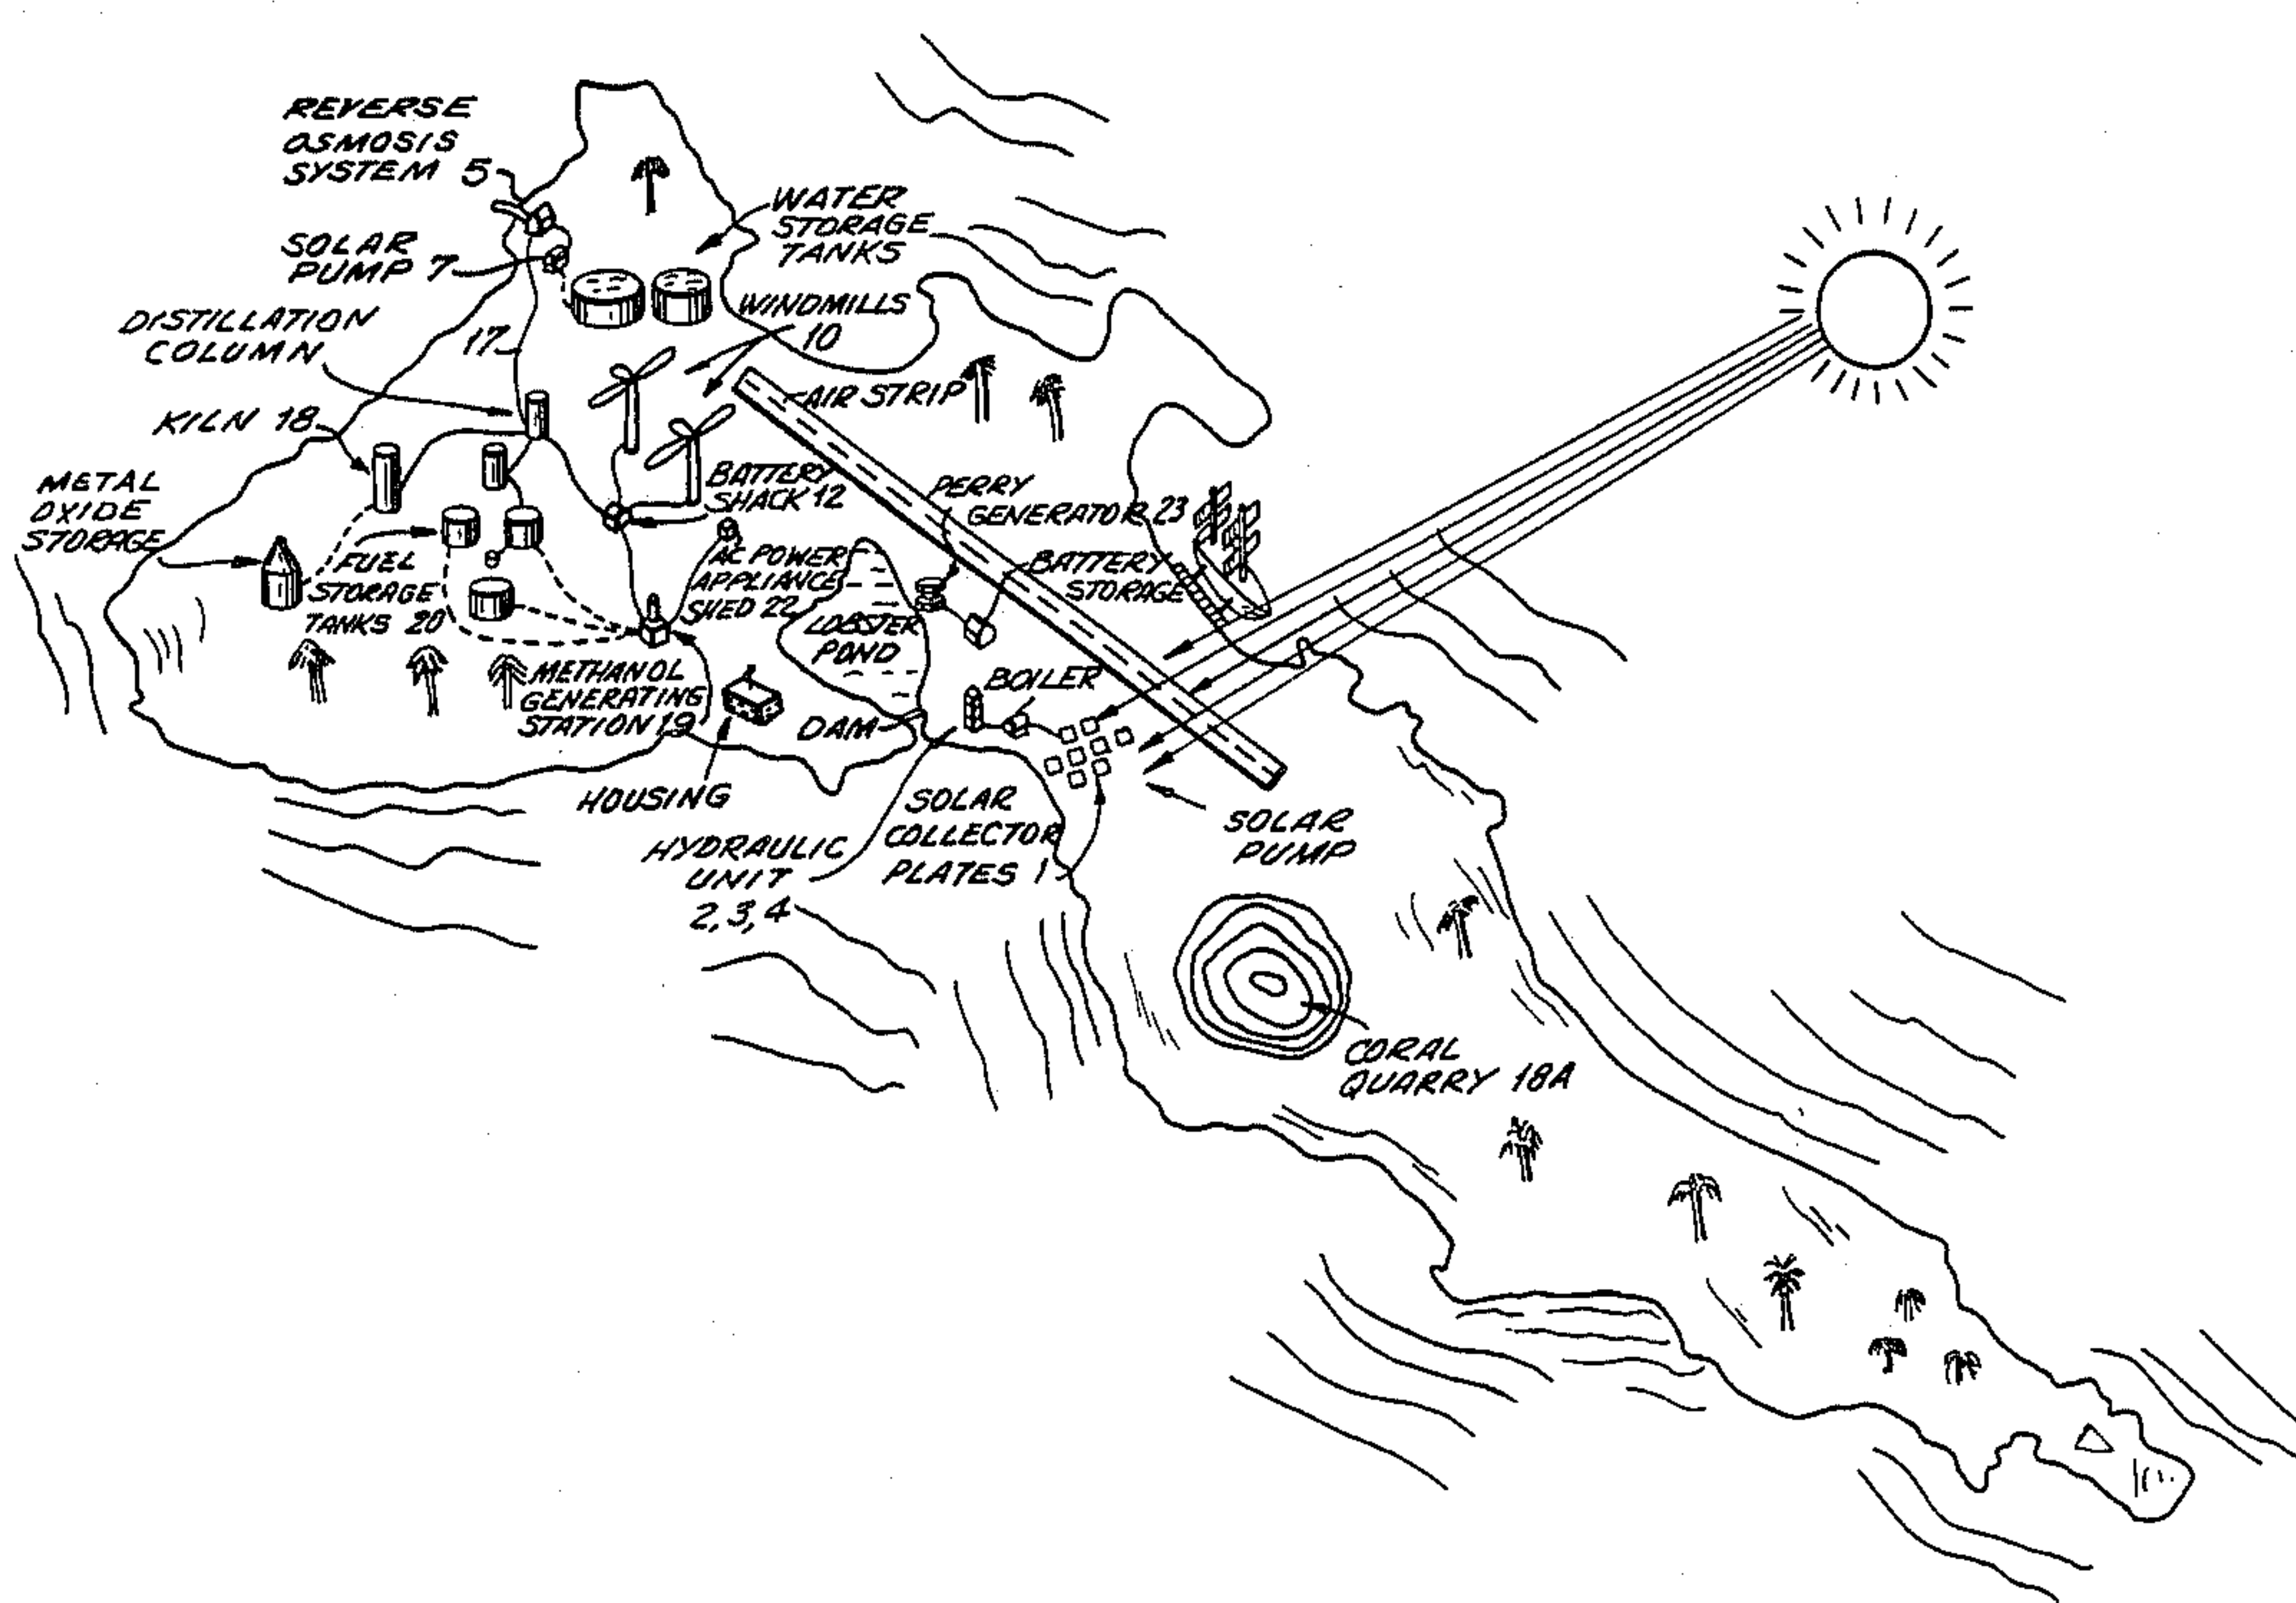 REVERSE
OSMOSIS
SYSTEM 5
SOLAR
PUMP 7
WATER
STORAGE
TANKS
DISTILLATION
COLUMN
17
WINDMILLS
10
AIR STRIP
KILN 18
METAL
OXIDE
STORAGE
BATTERY
SHACK 12
PERRY
GENERATOR 23
FUEL
STORAGE
TANKS 20
AC POWER
APPLIANCE
SHED 22
BATTERY
STORAGE
LOBSTER
POND
METHANOL
GENERATING
STATION 19
BOILER
DAM
HOUSING
HYDRAULIC
UNIT
2, 3, 4
SOLAR
COLLECTOR
PLATES 1
SOLAR
PUMP
CORAL
QUARRY 18A